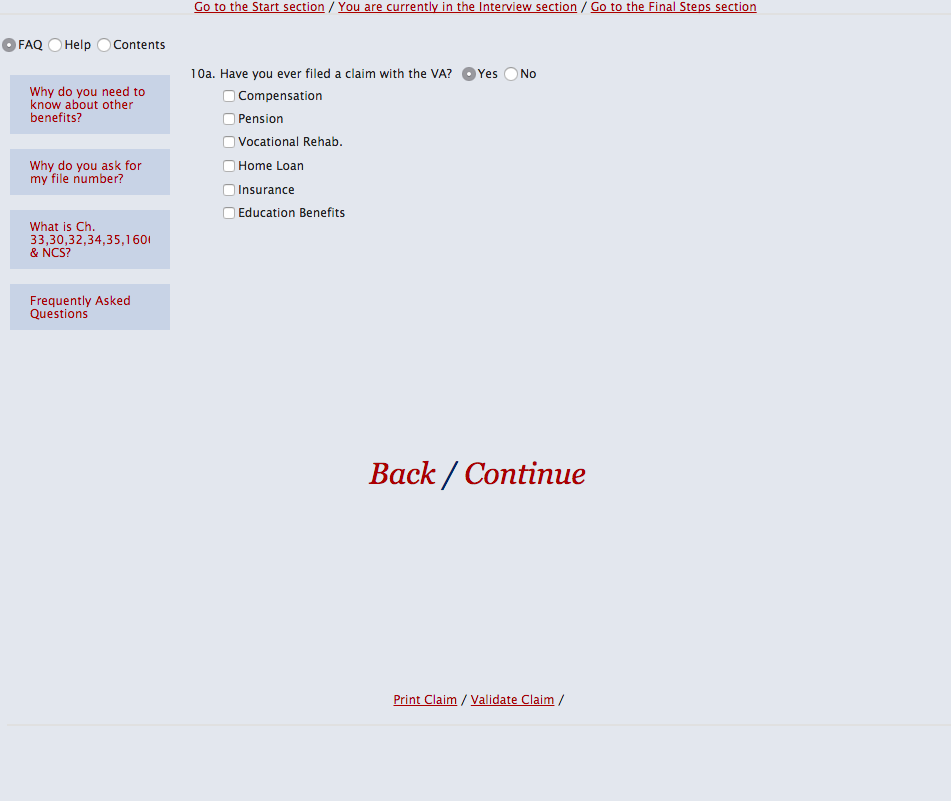 Go to the Start section / You are currently in the Interview section / Go to the Final Steps section
FAQ Help Contents
10a. Have you ever filed a claim with the VA? Yes No
Compensation
Pension
Vocational Rehab.
Home Loan
Insurance
Education Benefits
Why do you need to
know about other
benefits?
Why do you ask for
my file number?
What is Ch.
33,30,32,34,35,160
& NCS?
Frequently Asked
Questions
Back / Continue
Print Claim / Validate Claim /